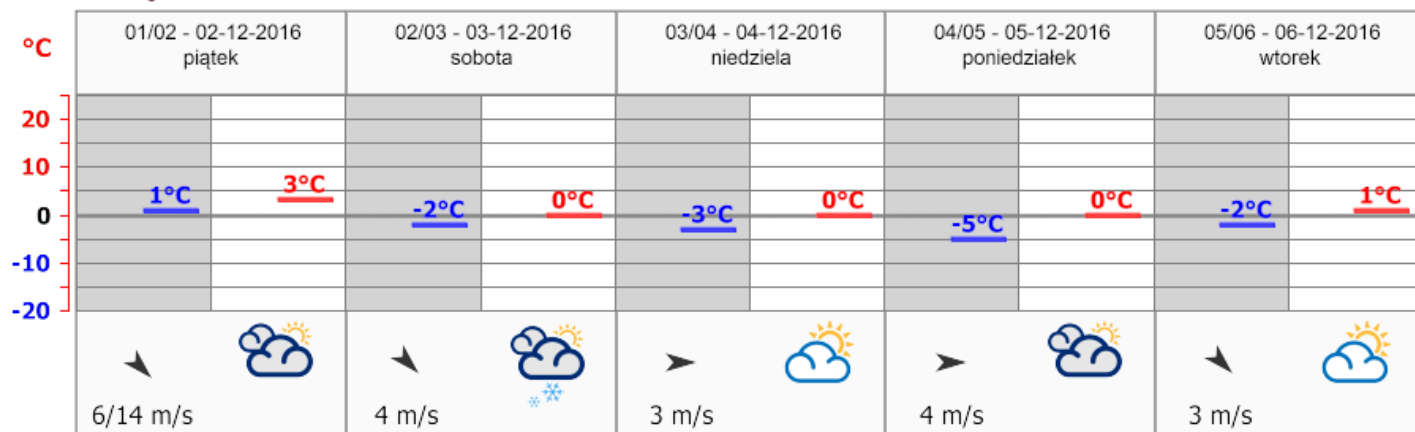 °C
01/02 - 02-12-2016
piątek
02/03 - 03-12-2016
sobota
03/04 - 04-12-2016
niedziela
04/05 - 05-12-2016
poniedziałek
05/06 - 06-12-2016
wtorek
20
10
0
-10
-20
1°C
3°C
-2°C
0°C
-3°C
0°C
-5°C
0°C
-2°C
1°C
6/14 m/s
4 m/s
3 m/s
4 m/s
3 m/s